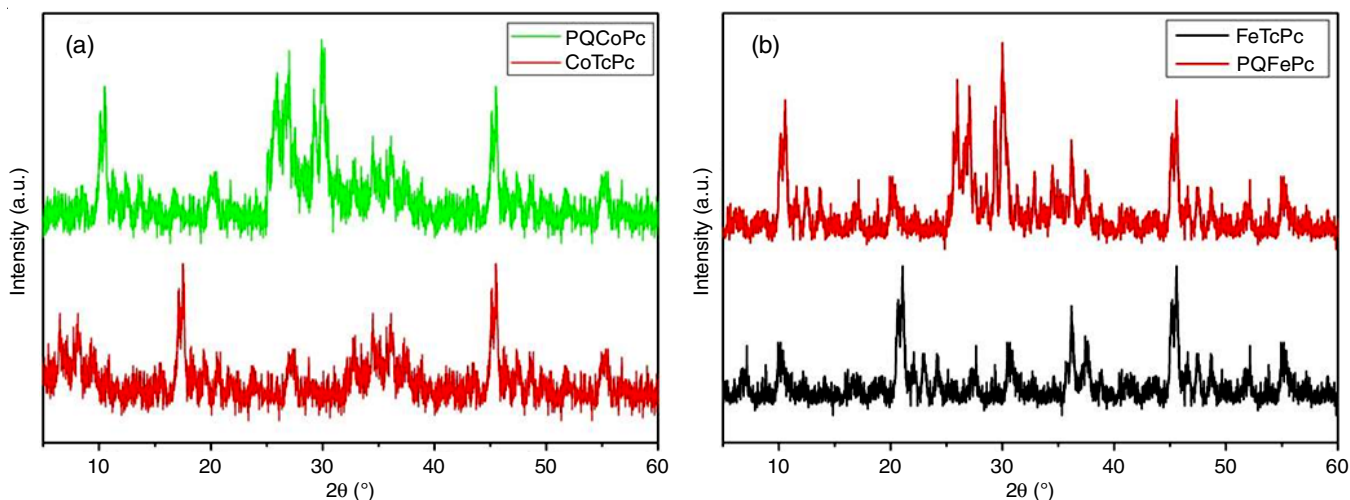 (a)
PQCoPc
CoTcPc
Intensity (a.u.)
10 20 30 40 50 60
2θ (°)
(b)
FeTcPc
PQFePc
Intensity (a.u.)
10 20 30 40 50 60
2θ (°)